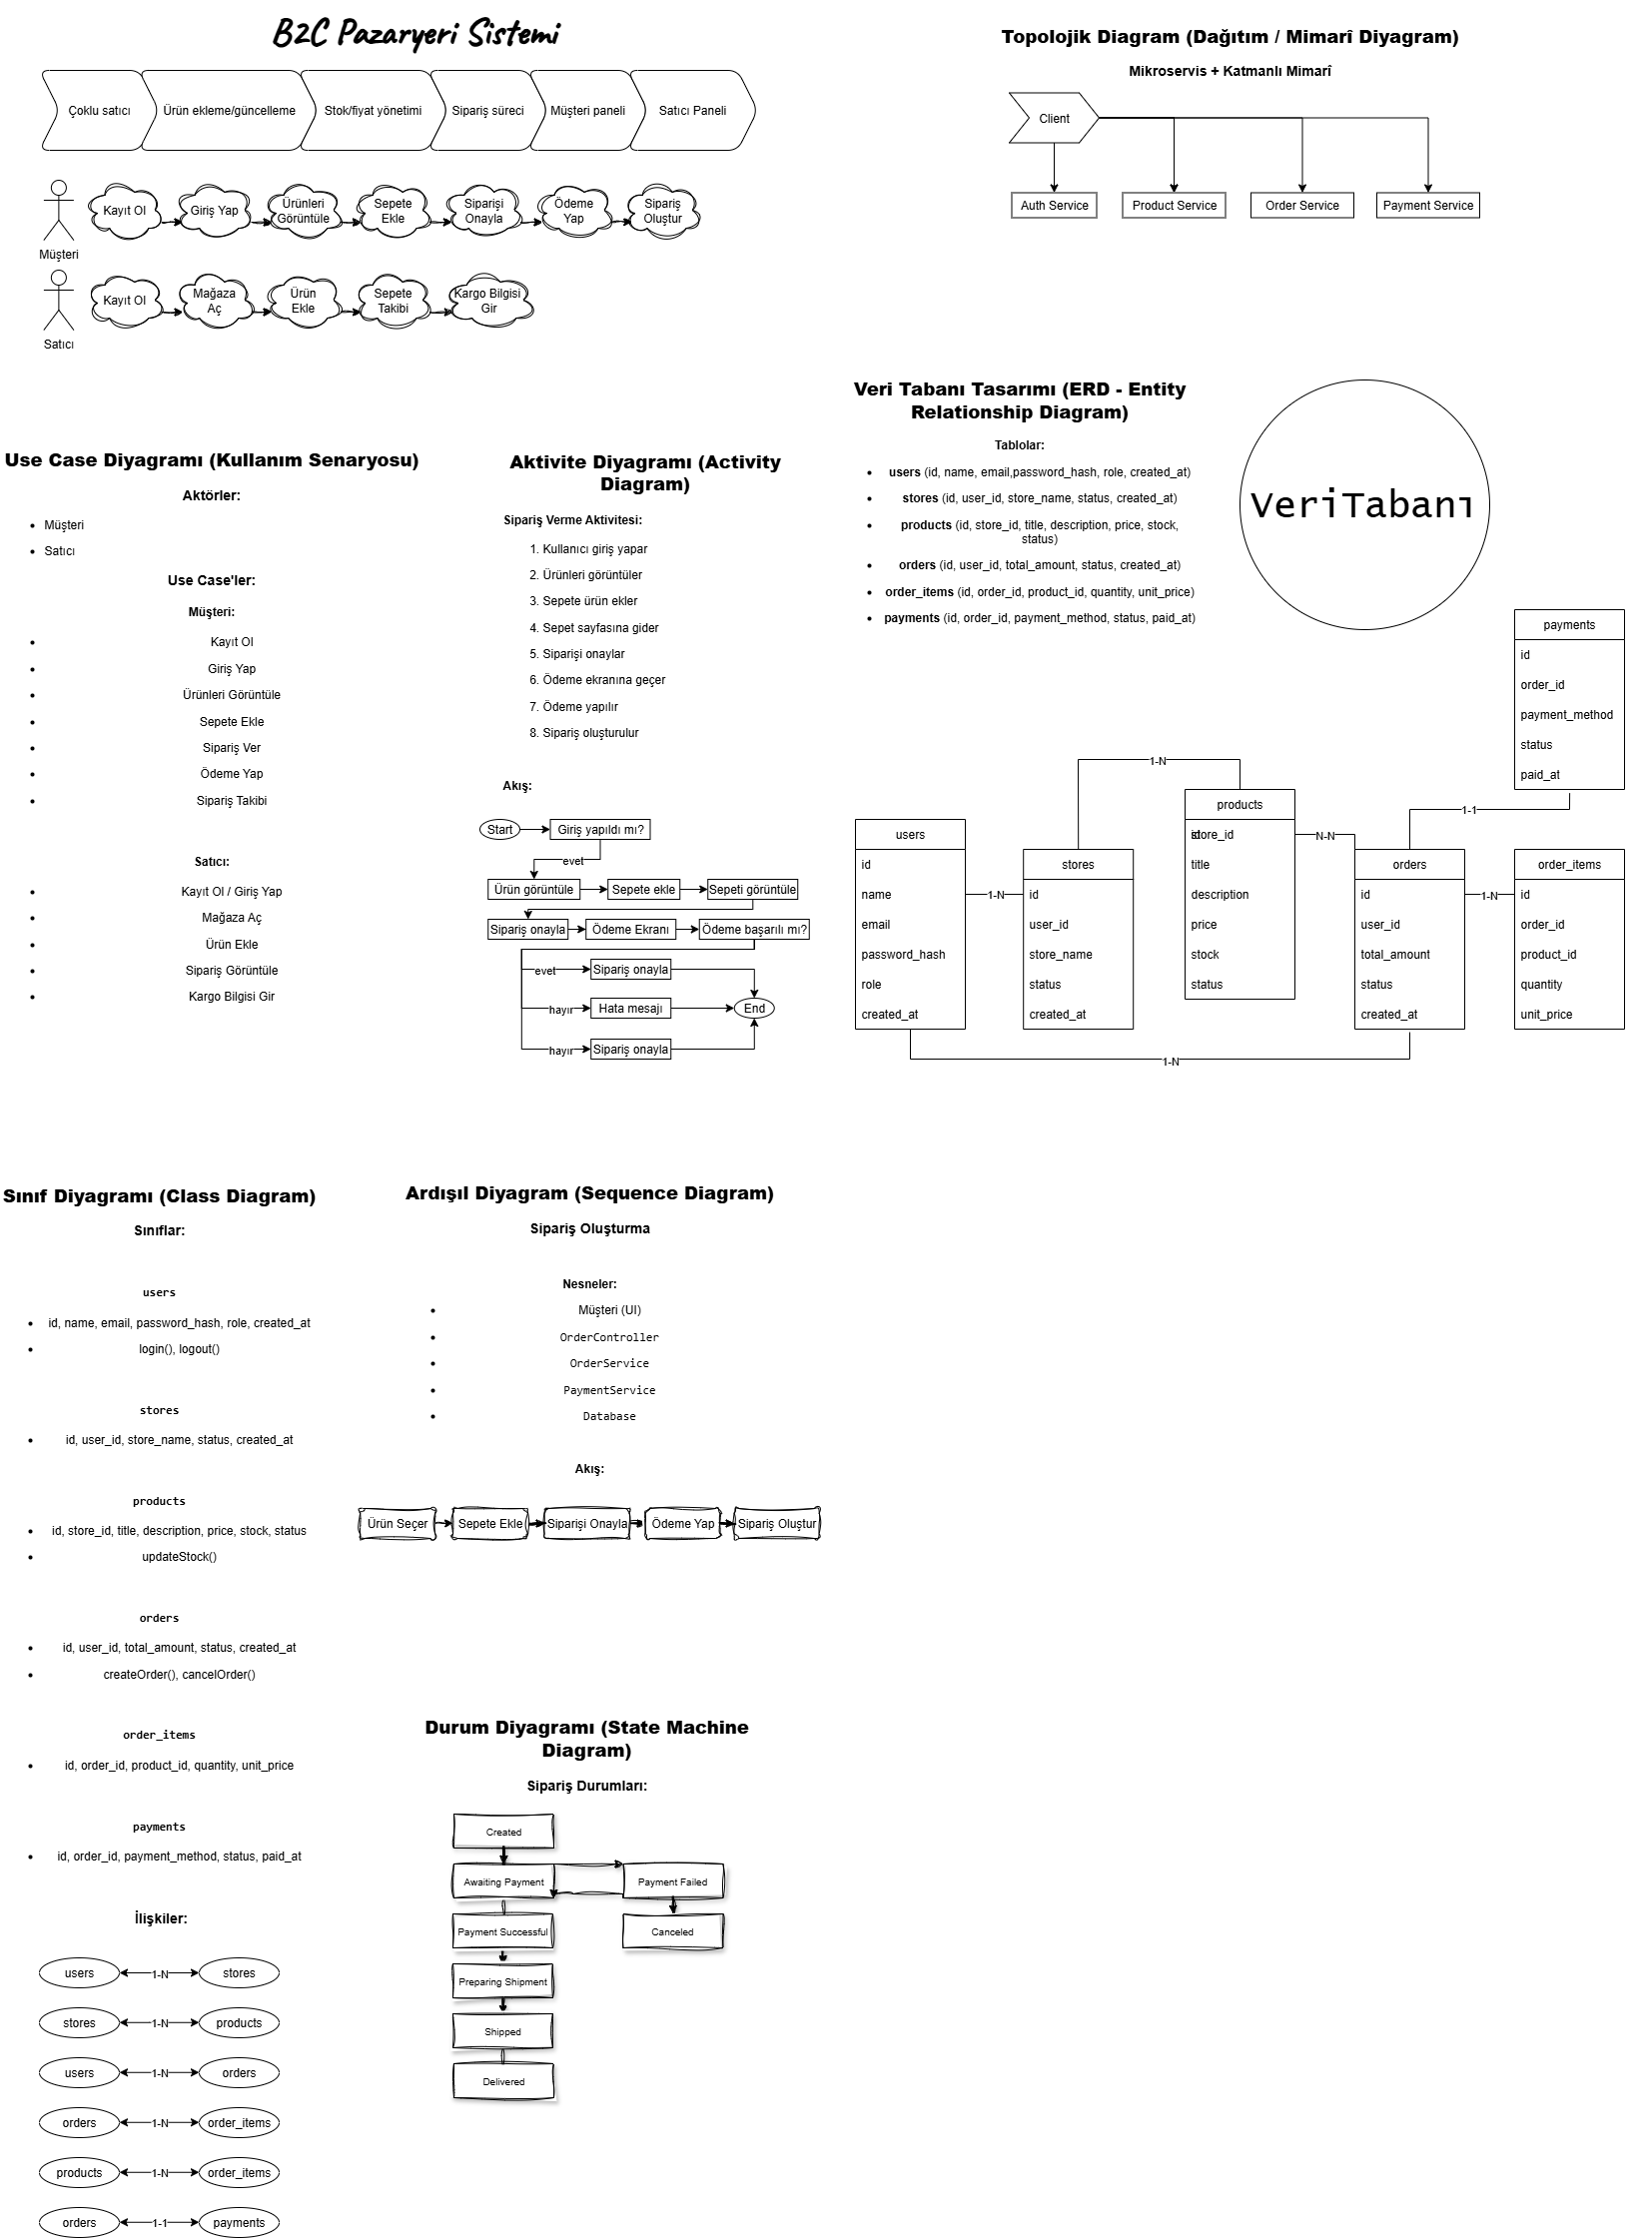 B2C Pazaryeri Sistemi
Çoklu satıcı
Ürün ekleme/güncelleme
Stok/fiyat yönetimi
Sipariş süreci
Müşteri paneli
Satıcı Paneli
Müşteri
Kayıt Ol
Giriş Yap
Ürünleri
Görüntüle
Sepete
Ekle
Siparişi
Onayla
Ödeme
Yap
Sipariş
Oluştur
Satıcı
Kayıt Ol
Mağaza
Aç
Ürün
Ekle
Sepete
Takibi
Kargo Bilgisi
Gir
Topolojik Diagram (Dağıtım / Mimarî Diyagram)
Mikroservis + Katmanlı Mimarî
Client
Auth Service
Product Service
Order Service
Payment Service
Use Case Diyagramı (Kullanım Senaryosu)
Aktörler:
• Müşteri
• Satıcı
Use Case'ler:
Müşteri:
• Kayıt Ol
• Giriş Yap
• Ürünleri Görüntüle
• Sepete Ekle
• Sipariş Ver
• Ödeme Yap
• Sipariş Takibi
Satıcı:
• Kayıt Ol / Giriş Yap
• Mağaza Aç
• Ürün Ekle
• Sipariş Görüntüle
• Kargo Bilgisi Gir
Aktivite Diyagramı (Activity
Diagram)
Sipariş Verme Aktivitesi:
1. Kullanıcı giriş yapar
2. Ürünleri görüntüler
3. Sepete ürün ekler
4. Sepet sayfasına gider
5. Siparişi onaylar
6. Ödeme ekranına geçer
7. Ödeme yapılır
8. Sipariş oluşturulur
Akış:
Start
Giriş yapıldı mı?
evet
Ürün görüntüle
Sepete ekle
Sepeti görüntüle
Sipariş onayla
Ödeme Ekranı
Ödeme başarılı mı?
evet
Sipariş onayla
hayır
Hata mesajı
End
hayır
Sipariş onayla
Veri Tabanı Tasarımı (ERD - Entity
Relationship Diagram)
Tablolar:
• users (id, name, email,password_hash, role, created_at)
• stores (id, user_id, store_name, status, created_at)
• products (id, store_id, title, description, price, stock,
status)
• orders (id, user_id, total_amount, status, created_at)
• order_items (id, order_id, product_id, quantity, unit_price)
• payments (id, order_id, payment_method, status, paid_at)
VeriTabanı
payments
id
order_id
payment_method
status
paid_at
1-N
1-1
users
id
name
email
password_hash
role
created_at
1-N
stores
id
user_id
store_name
status
created_at
products
id
store_id
title
description
price
stock
status
N-N
orders
id
user_id
total_amount
status
created_at
1-N
order_items
id
order_id
product_id
quantity
unit_price
1-N
Sınıf Diyagramı (Class Diagram)
Sınıflar:
users
• id, name, email, password_hash, role, created_at
• login(), logout()
stores
• id, user_id, store_name, status, created_at
products
• id, store_id, title, description, price, stock, status
• updateStock()
orders
• id, user_id, total_amount, status, created_at
• createOrder(), cancelOrder()
order_items
• id, order_id, product_id, quantity, unit_price
payments
• id, order_id, payment_method, status, paid_at
İlişkiler:
users 1-N stores
stores 1-N products
users 1-N orders
orders 1-N order_items
products 1-N order_items
orders 1-1 payments
Ardışıl Diyagram (Sequence Diagram)
Sipariş Oluşturma
Nesneler:
• Müşteri (UI)
• OrderController
• OrderService
• PaymentService
• Database
Akış:
Ürün Seçer
Sepete Ekle
Siparişi Onayla
Ödeme Yap
Sipariş Oluştur
Durum Diyagramı (State Machine
Diagram)
Sipariş Durumları:
Created
Awaiting Payment
Payment Failed
Payment Successful
Canceled
Preparing Shipment
Shipped
Delivered